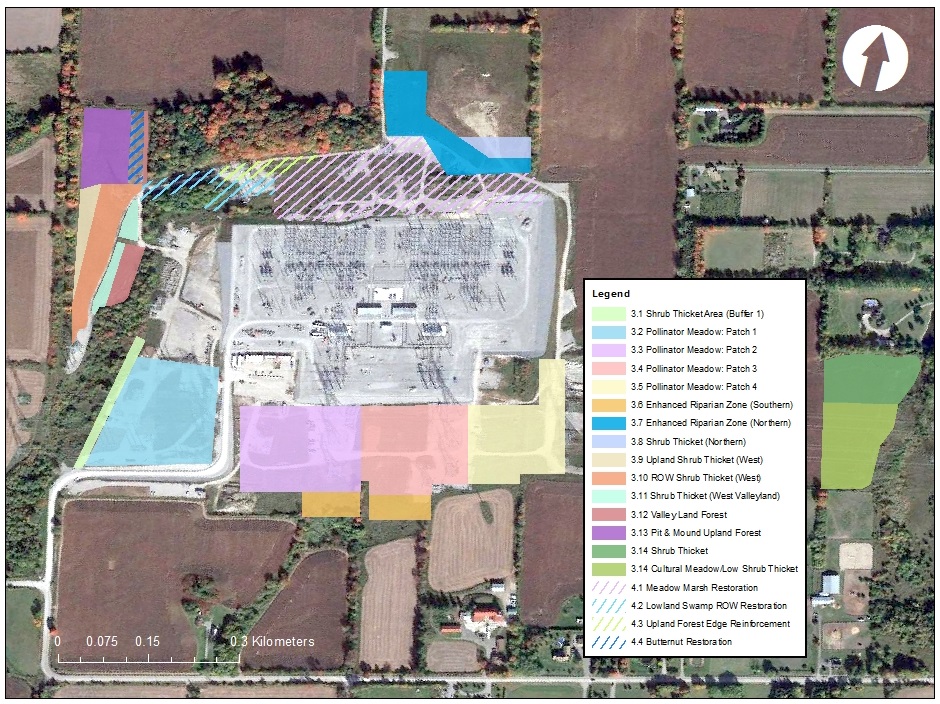 Legend
3.1 Shrub Thicket Area (Buffer 1)
3.2 Pollinator Meadow: Patch 1
3.3 Pollinator Meadow: Patch 2
3.4 Pollinator Meadow: Patch 3
3.5 Pollinator Meadow: Patch 4
3.6 Enhanced Riparian Zone (Southern)
3.7 Enhanced Riparian Zone (Northern)
3.8 Shrub Thicket (Northern)
3.9 Upland Shrub Thicket (West)
3.10 ROW Shrub Thicket (West)
3.11 Shrub Thicket (West Valleyland)
3.12 Valley Land Forest
3.13 Pit & Mound Upland Forest
3.14 Shrub Thicket
3.14 Cultural Meadow/Low Shrub Thicket
4.1 Meadow Marsh Restoration
4.2 Lowland Swamp ROW Restoration
4.3 Upland Forest Edge Reinforcement
4.4 Butternut Restoration
0 0.075 0.15 0.3 Kilometers